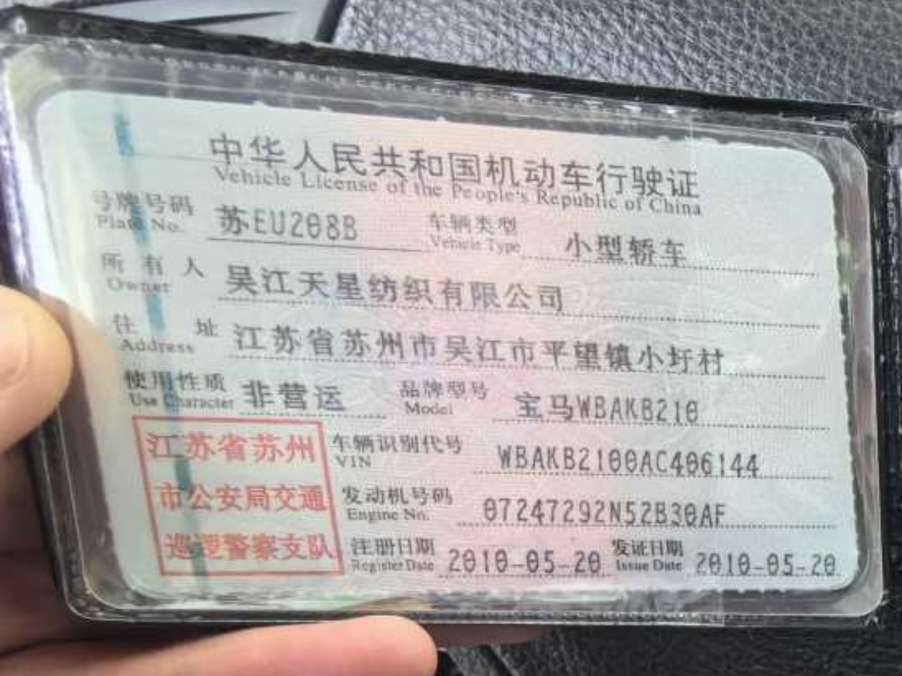 中华人民共和国机动车行驶证
Vehicle License of the People's Republic of China
号牌号码 苏EU208B 车辆类型 小型轿车
Plate No. Vehicle Type
所有人 吴江天星纺织有限公司
Owner
住址 江苏省苏州市吴江市平望镇小圩村
Address
使用性质 非营运 品牌型号 宝马WBAKB210
Use Character Model
江苏省苏州 车辆识别代号 WBAKB2100AC406144
VIN
市公安局交通 发动机号码 07247292N52B30AF
Engine No.
巡逻警察支队 注册日期 2010-05-20 发证日期 2010-05-20
Register Date Issue Date